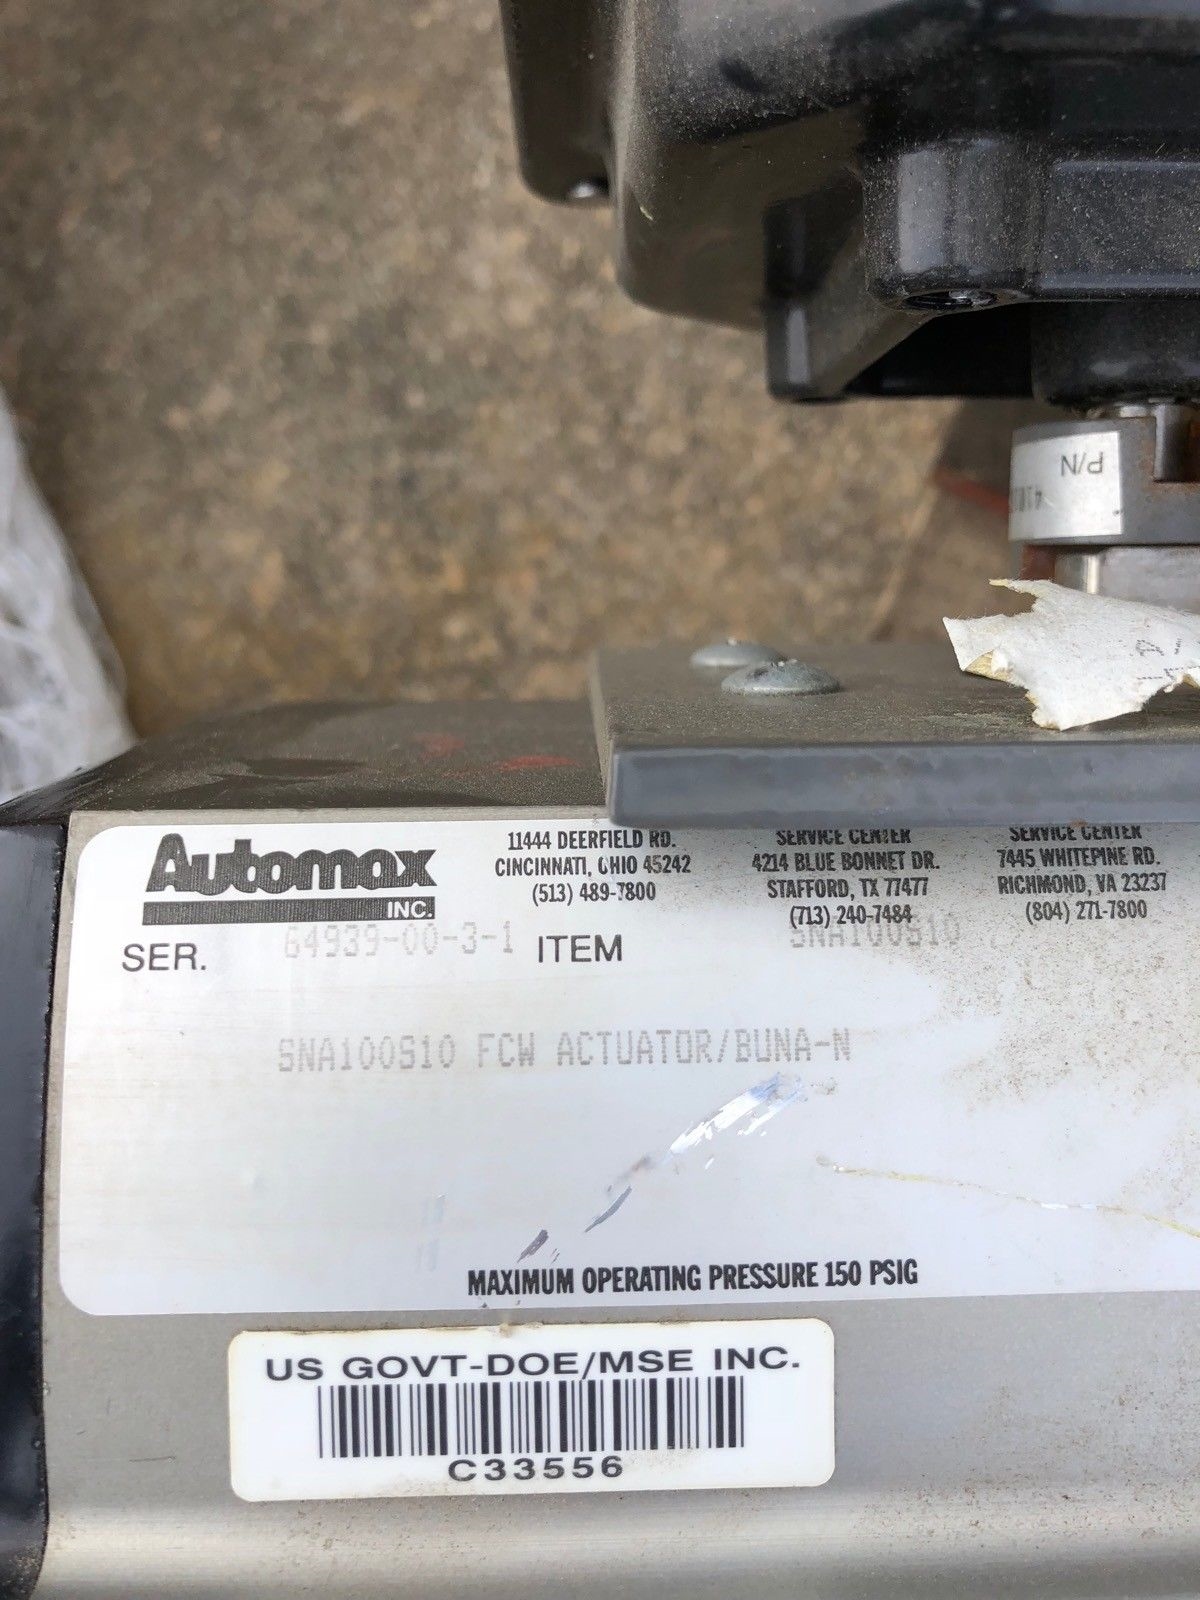 P/N
A/
Automax
INC.
11444 DEERFIELD RD.
CINCINNATI, OHIO 45242
(513) 489-7800
SERVICE CENTER
4214 BLUE BONNET DR.
STAFFORD, TX 77477
(713) 240-7484
SERVICE CENTER
7445 WHITEPINE RD.
RICHMOND, VA 23237
(804) 271-7800
SER. 64939-00-3-1 ITEM SNA100S10
SNA100S10 FCW ACTUATOR/BUNA-N
MAXIMUM OPERATING PRESSURE 150 PSIG
US GOVT-DOE/MSE INC.
C33556